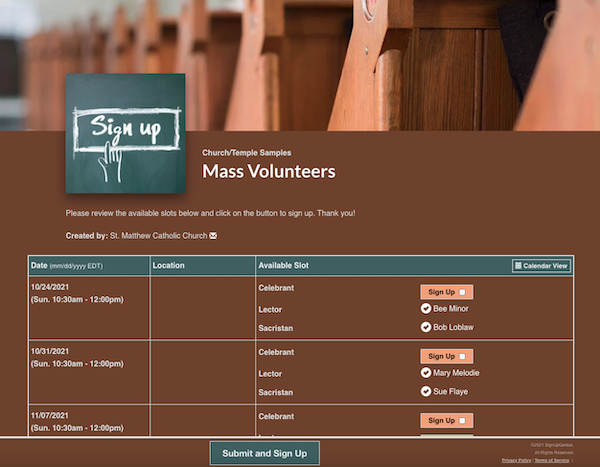 Sign up
Church/Temple Samples
Mass Volunteers
Please review the available slots below and click on the button to sign up. Thank you!
Created by: St. Matthew Catholic Church
Date (mm/dd/yyyy EDT) Location Available Slot Calendar View
10/24/2021
(Sun. 10:30am - 12:00pm)
Celebrant Sign Up
Lector Bee Minor
Sacristan Bob Loblaw
10/31/2021
(Sun. 10:30am - 12:00pm)
Celebrant Sign Up
Lector Mary Melodie
Sacristan Sue Flaye
11/07/2021
(Sun. 10:30am - 12:00pm)
Celebrant Sign Up
Submit and Sign Up
©2021 SignUpGenius
All Rights Reserved
Privacy Policy | Terms of Service |